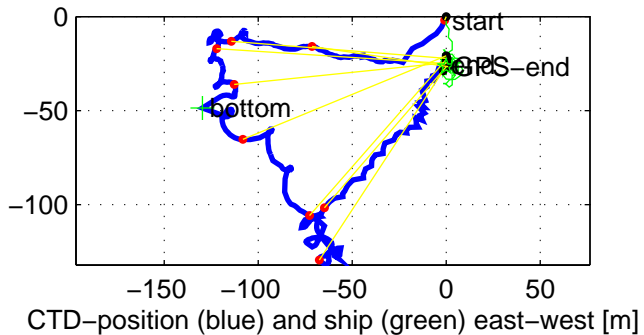 0
start
end
GPS−end
−50
bottom
−100
−150
−100
−50
0
50
CTD−position (blue) and ship (green) east−west [m]